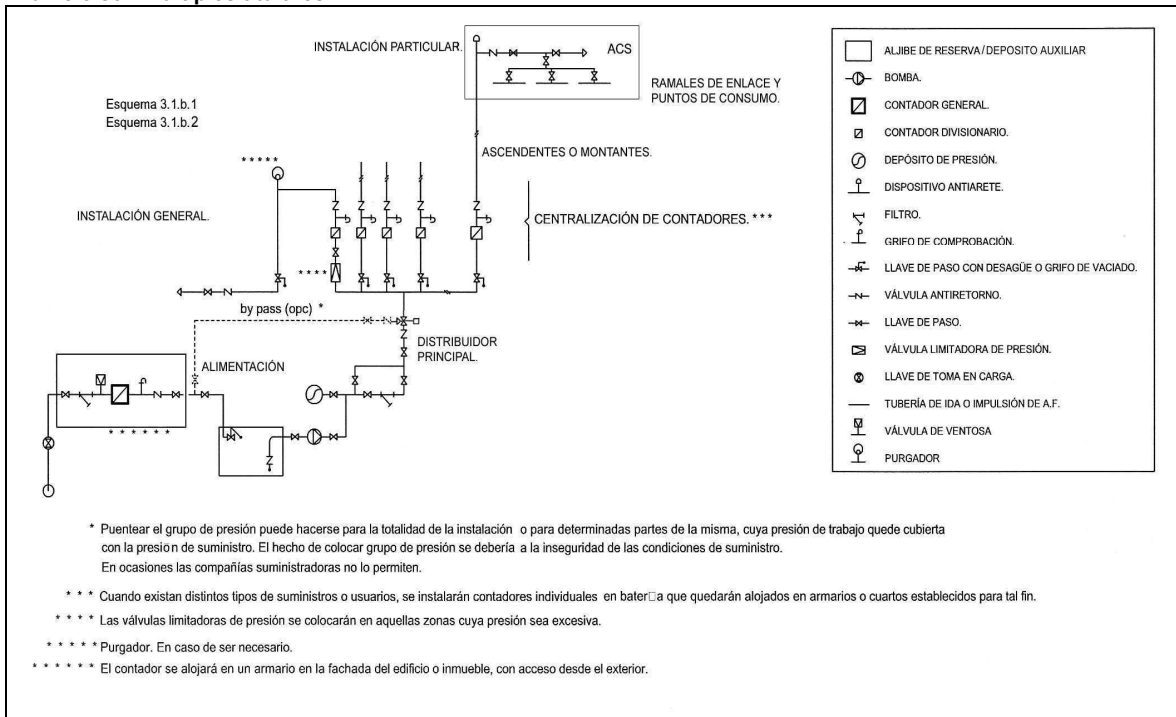 INSTALACIÓN PARTICULAR.
ACS
RAMALES DE ENLACE Y
PUNTOS DE CONSUMO.
Esquema 3.1.b.1
Esquema 3.1.b.2
* * * * *
ASCENDENTES O MONTANTES.
INSTALACIÓN GENERAL.
CENTRALIZACIÓN DE CONTADORES. * * *
* * * *
by pass (opc) *
DISTRIBUIDOR
PRINCIPAL.
ALIMENTACIÓN
* * * * * *
ALJIBE DE RESERVA/DEPOSITO AUXILIAR
BOMBA.
CONTADOR GENERAL.
CONTADOR DIVISIONARIO.
DEPÓSITO DE PRESIÓN.
DISPOSITIVO ANTIARETE.
FILTRO.
GRIFO DE COMPROBACIÓN.
LLAVE DE PASO CON DESAGÜE O GRIFO DE VACIADO.
VÁLVULA ANTIRETORNO.
LLAVE DE PASO.
VÁLVULA LIMITADORA DE PRESIÓN.
LLAVE DE TOMA EN CARGA.
TUBERÍA DE IDA O IMPULSIÓN DE A.F.
VÁLVULA DE VENTOSA
PURGADOR
* Puentear el grupo de presión puede hacerse para la totalidad de la instalación o para determinadas partes de la misma, cuya presión de trabajo quede cubierta
con la presión de suministro. El hecho de colocar grupo de presión se debería a la inseguridad de las condiciones de suministro.
En ocasiones las compañías suministradoras no lo permiten.
* * * Cuando existan distintos tipos de suministros o usuarios, se instalarán contadores individuales en bater□a que quedarán alojados en armarios o cuartos establecidos para tal fin.
* * * * Las válvulas limitadoras de presión se colocarán en aquellas zonas cuya presión sea excesiva.
* * * * * Purgador. En caso de ser necesario.
* * * * * * El contador se alojará en un armario en la fachada del edificio o inmueble, con acceso desde el exterior.